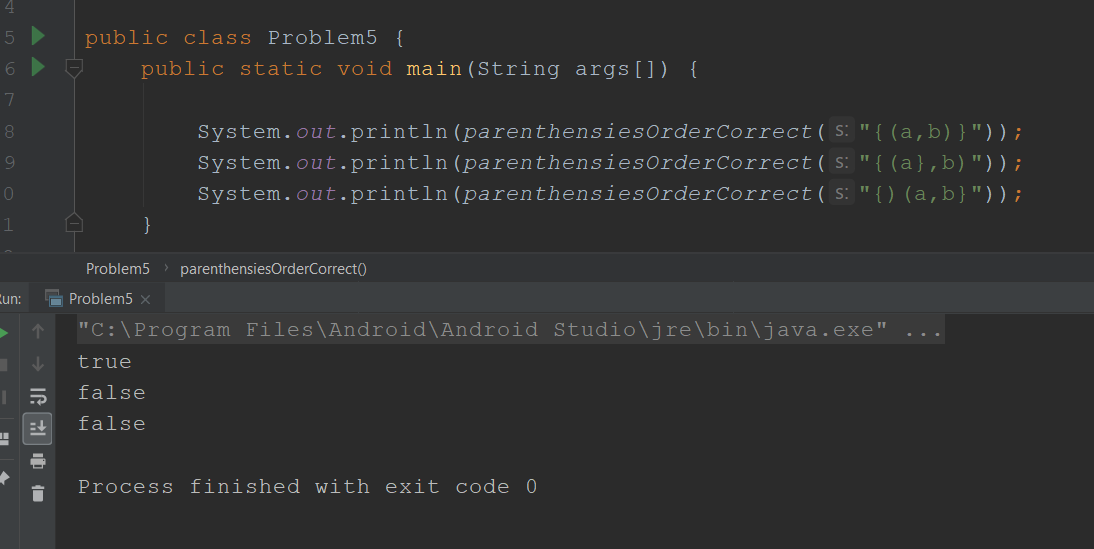 4
5 public class Problem5 {
6 public static void main(String args[]) {
7
8 System.out.println(parenthensiesOrderCorrect( s: "{(a,b)}"));
9 System.out.println(parenthensiesOrderCorrect( s: "{(a},b)"));
0 System.out.println(parenthensiesOrderCorrect( s: "{)(a,b}"));
1 }
Problem5 › parenthensiesOrderCorrect()
Run: Problem5 ×
"C:\Program Files\Android\Android Studio\jre\bin\java.exe" ...
true
false
false
Process finished with exit code 0